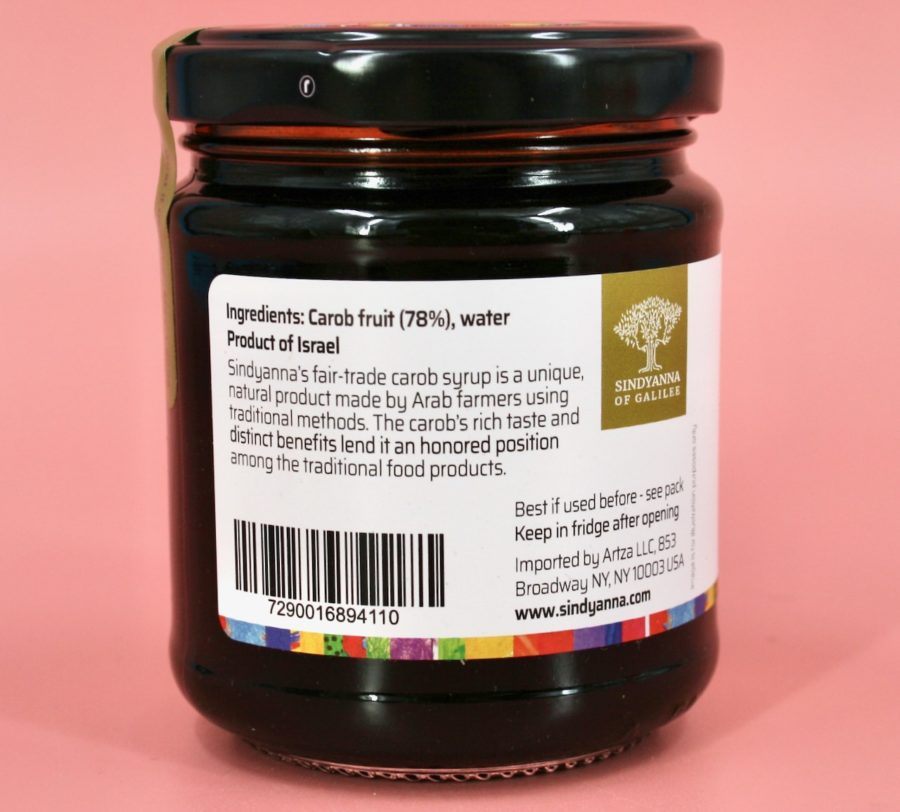 Ingredients: Carob fruit (78%), water
Product of Israel
Sindyanna's fair-trade carob syrup is a unique,
natural product made by Arab farmers using
traditional methods. The carob's rich taste and
distinct benefits lend it an honored position
among the traditional food products.
SINDYANNA
OF GALILEE
Best if used before - see pack
Keep in fridge after opening
Imported by Artza LLC, 853
Broadway NY, NY 10003 USA
www.sindyanna.com
7290016894110